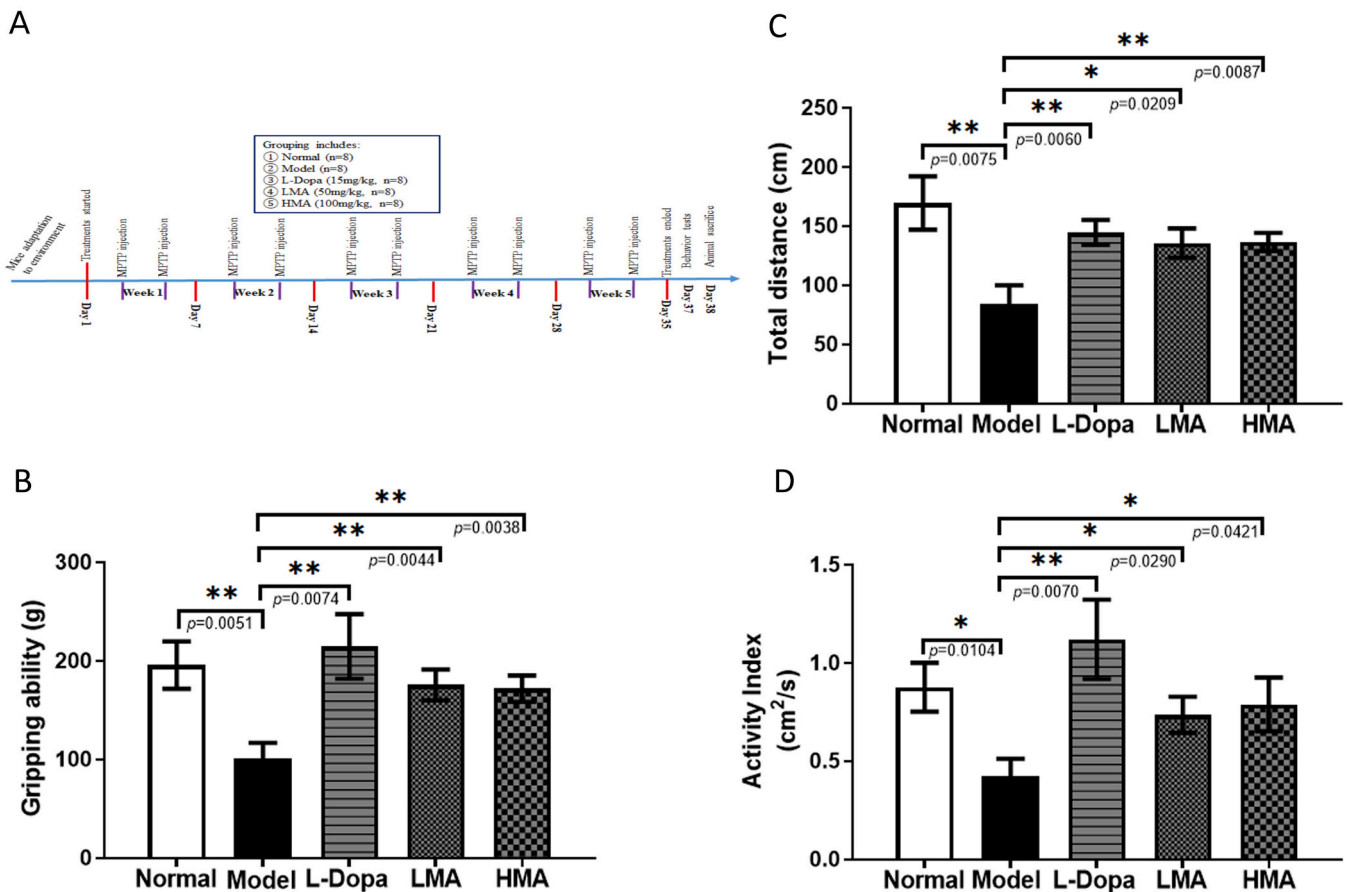 A
Grouping includes:
① Normal (n=8)
② Model (n=8)
③ L-Dopa (15mg/kg, n=8)
④ LMA (50mg/kg, n=8)
⑤ HMA (100mg/kg, n=8)
Mice adaptation
to environment
Treatments started
MPTP injection
MPTP injection
MPTP injection
MPTP injection
MPTP injection
MPTP injection
MPTP injection
MPTP injection
MPTP injection
MPTP injection
Treatments ended
Behavior tests
Animal sacrifice
Week 1
Week 2
Week 3
Week 4
Week 5
Day 1
Day 7
Day 14
Day 21
Day 28
Day 35
Day 37
Day 38
C
**
p=0.0087
*
p=0.0209
**
p=0.0060
**
p=0.0075
Total distance (cm)
250
200
150
100
50
0
Normal Model L-Dopa LMA HMA
B
**
p=0.0038
**
p=0.0044
**
p=0.0074
**
p=0.0051
Gripping ability (g)
300
200
100
0
Normal Model L-Dopa LMA HMA
D
*
p=0.0421
*
p=0.0290
**
p=0.0070
*
p=0.0104
Activity Index
(cm²/s)
1.5
1.0
0.5
0.0
Normal Model L-Dopa LMA HMA